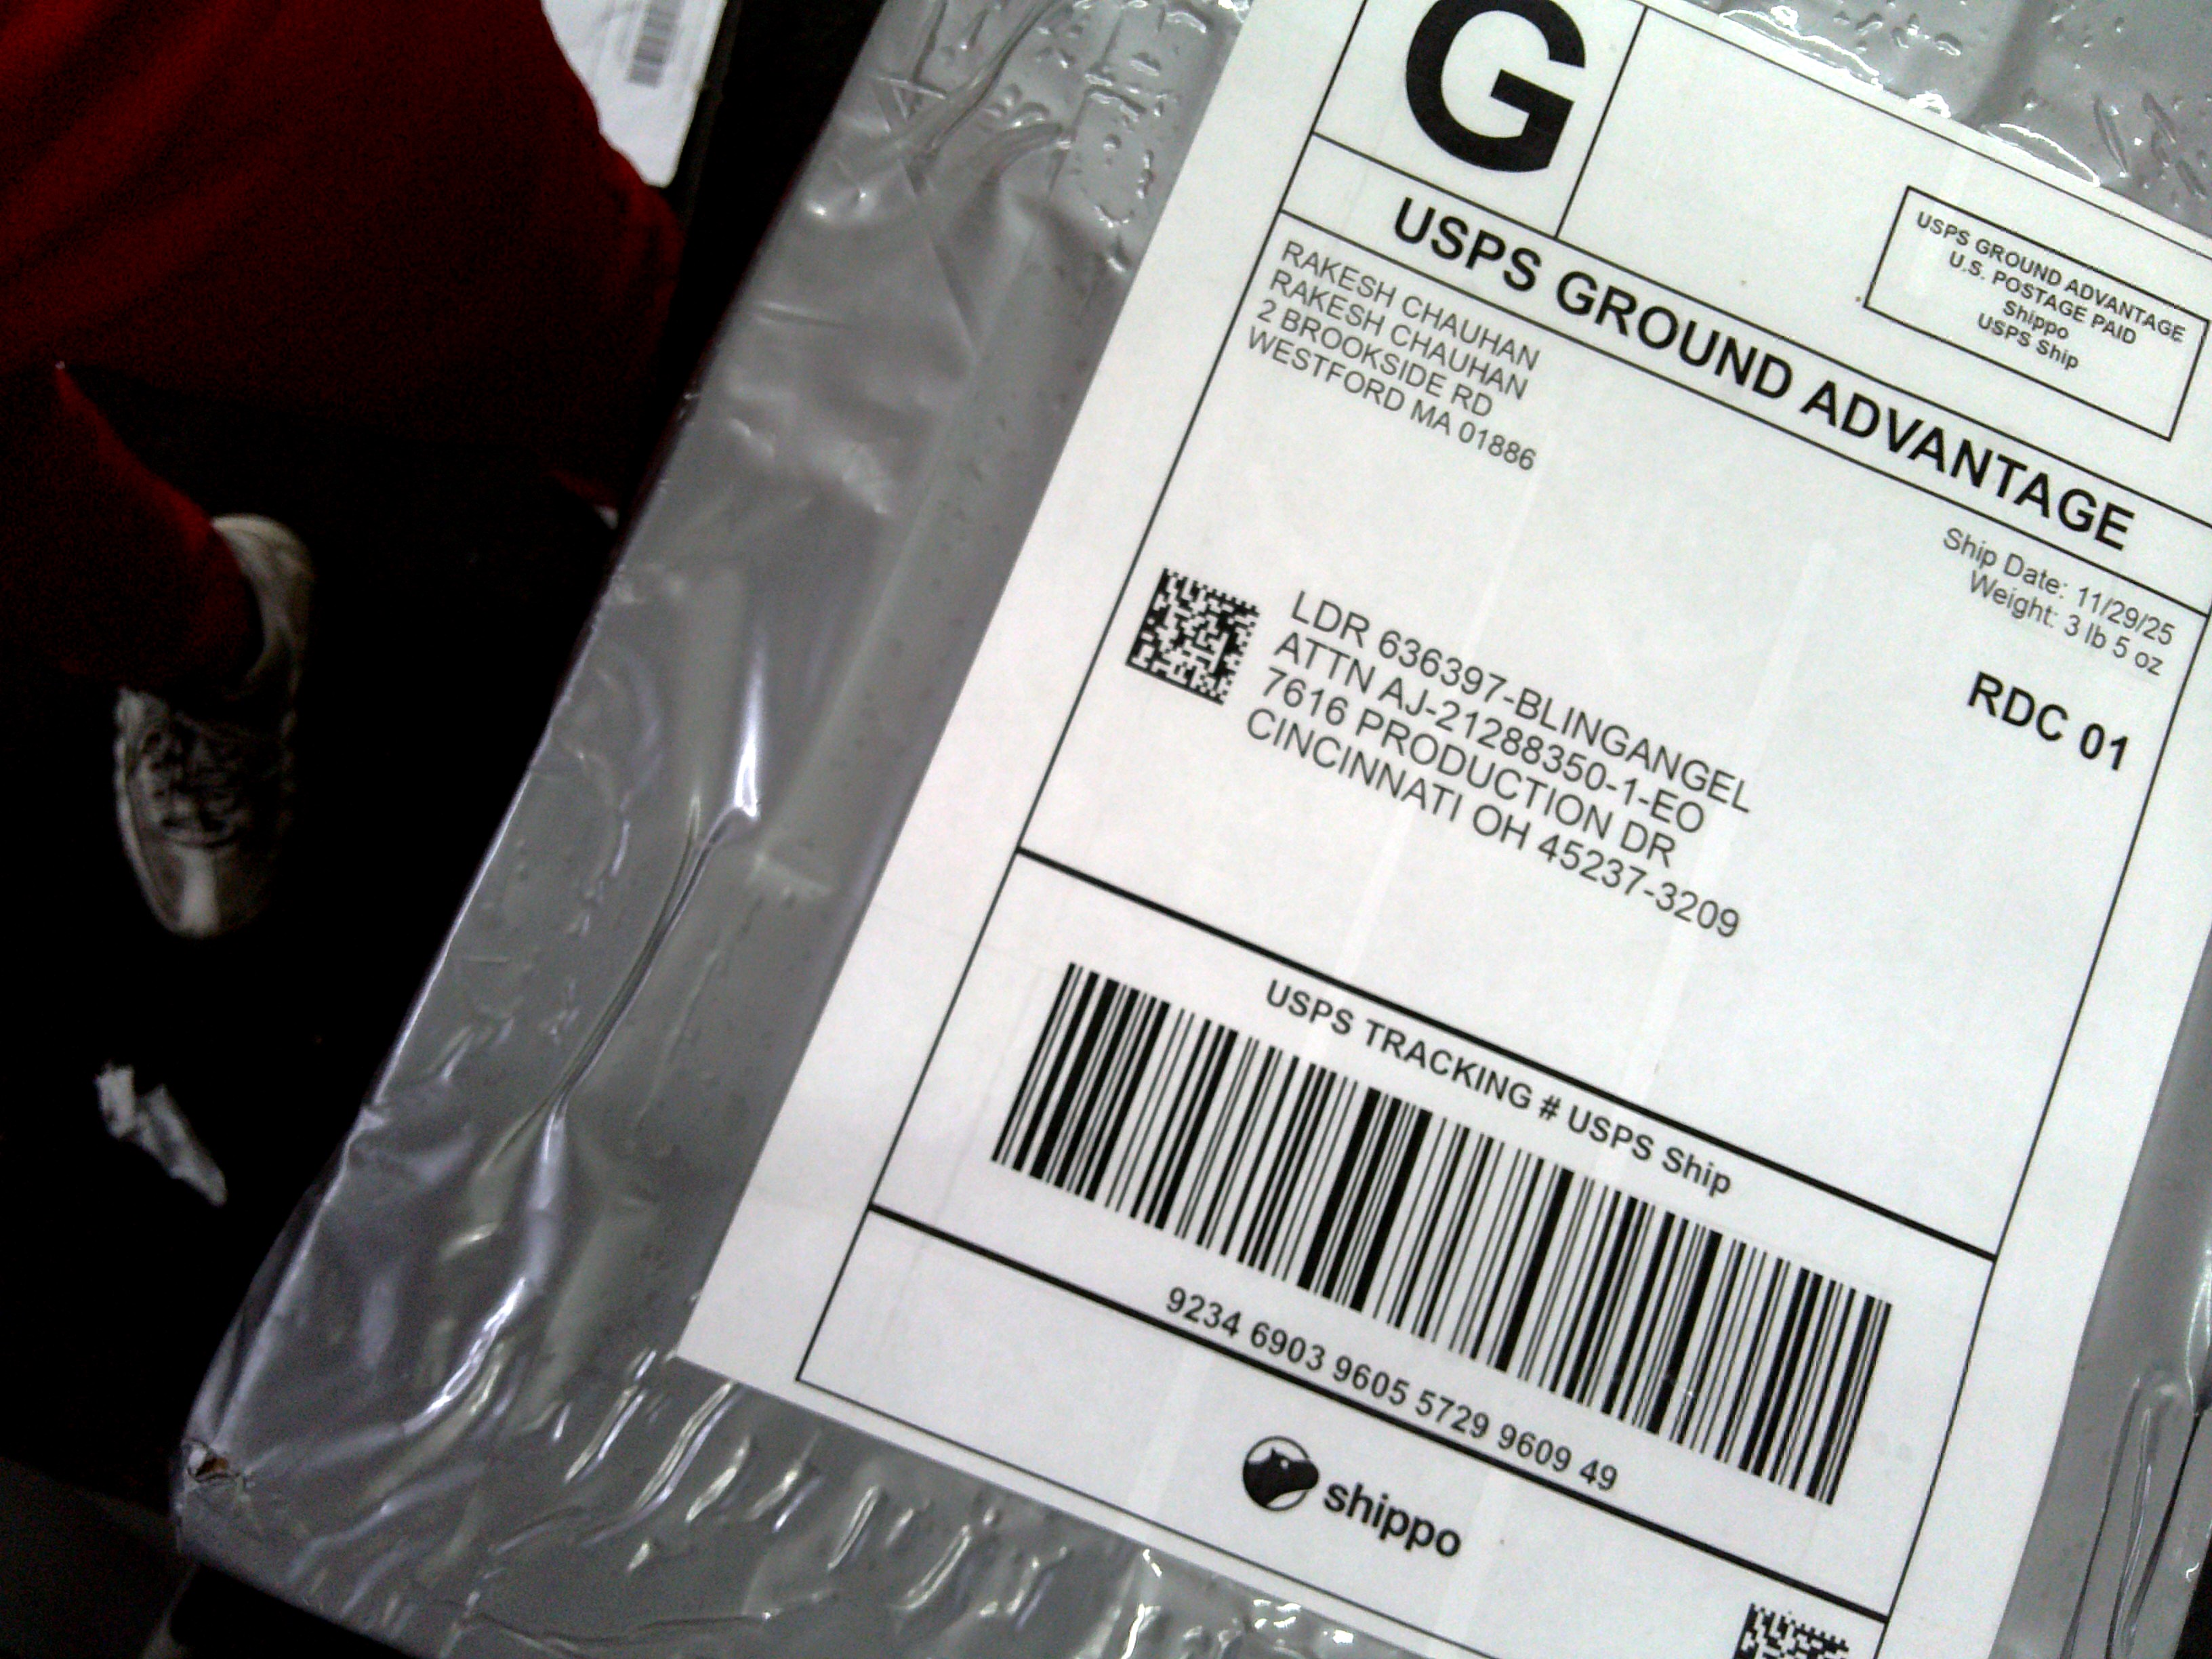 G
USPS GROUND ADVANTAGE
U.S. POSTAGE PAID
Shippo
USPS Ship
USPS GROUND ADVANTAGE
RAKESH CHAUHAN
RAKESH CHAUHAN
2 BROOKSIDE RD
WESTFORD MA 01886
Ship Date: 11/29/25
Weight: 3 lb 5 oz
RDC 01
LDR 636397-BLINGANGEL
ATTN AJ-21288350-1-EO
7616 PRODUCTION DR
CINCINNATI OH 45237-3209
USPS TRACKING # USPS Ship
9234 6903 9605 5729 9609 49
shippo